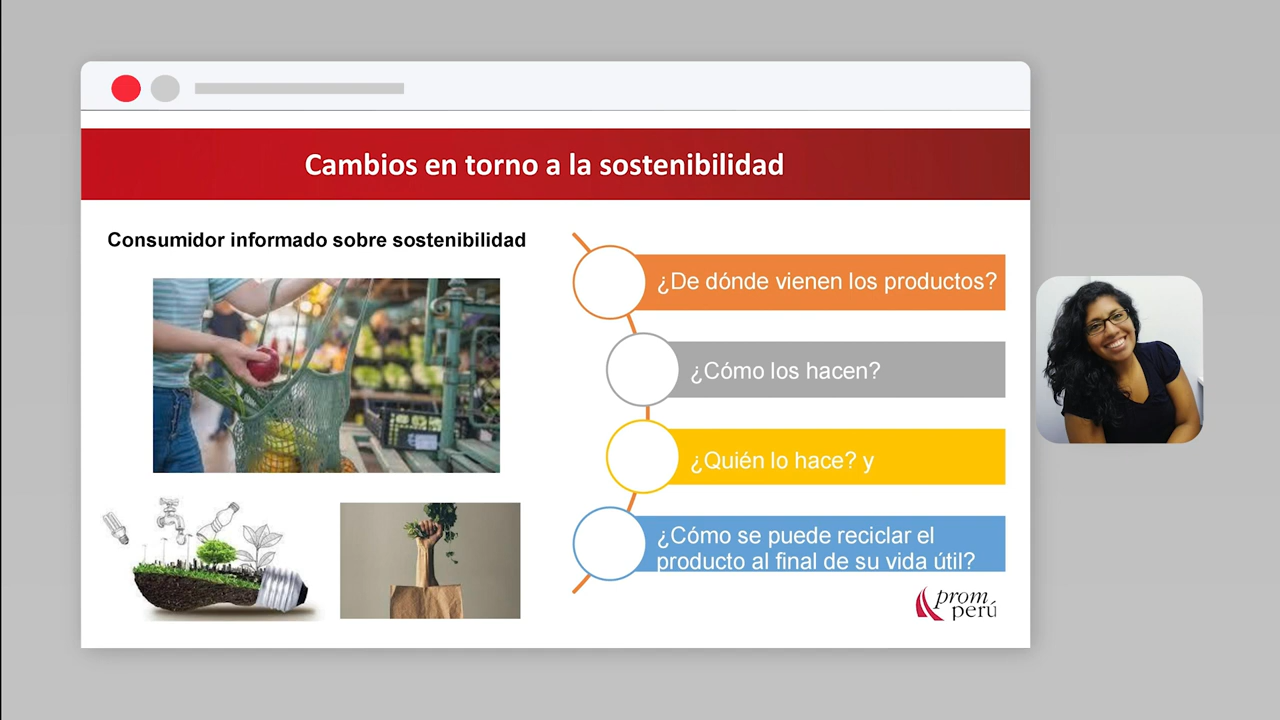 Cambios en torno a la sostenibilidad
Consumidor informado sobre sostenibilidad
¿De dónde vienen los productos?
¿Cómo los hacen?
¿Quién lo hace? y
¿Cómo se puede reciclar el
producto al final de su vida útil?
prom
perú